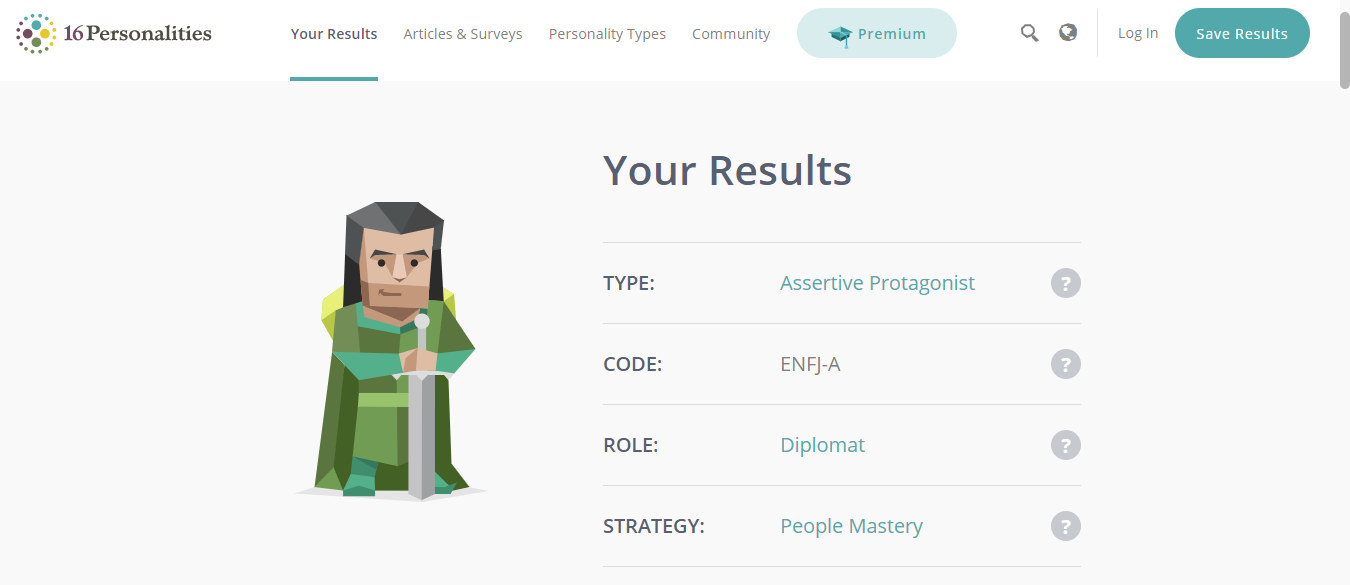 16Personalities
Your Results Articles & Surveys Personality Types Community Premium Log In Save Results
Your Results
TYPE: Assertive Protagonist ?
CODE: ENFJ-A ?
ROLE: Diplomat ?
STRATEGY: People Mastery ?